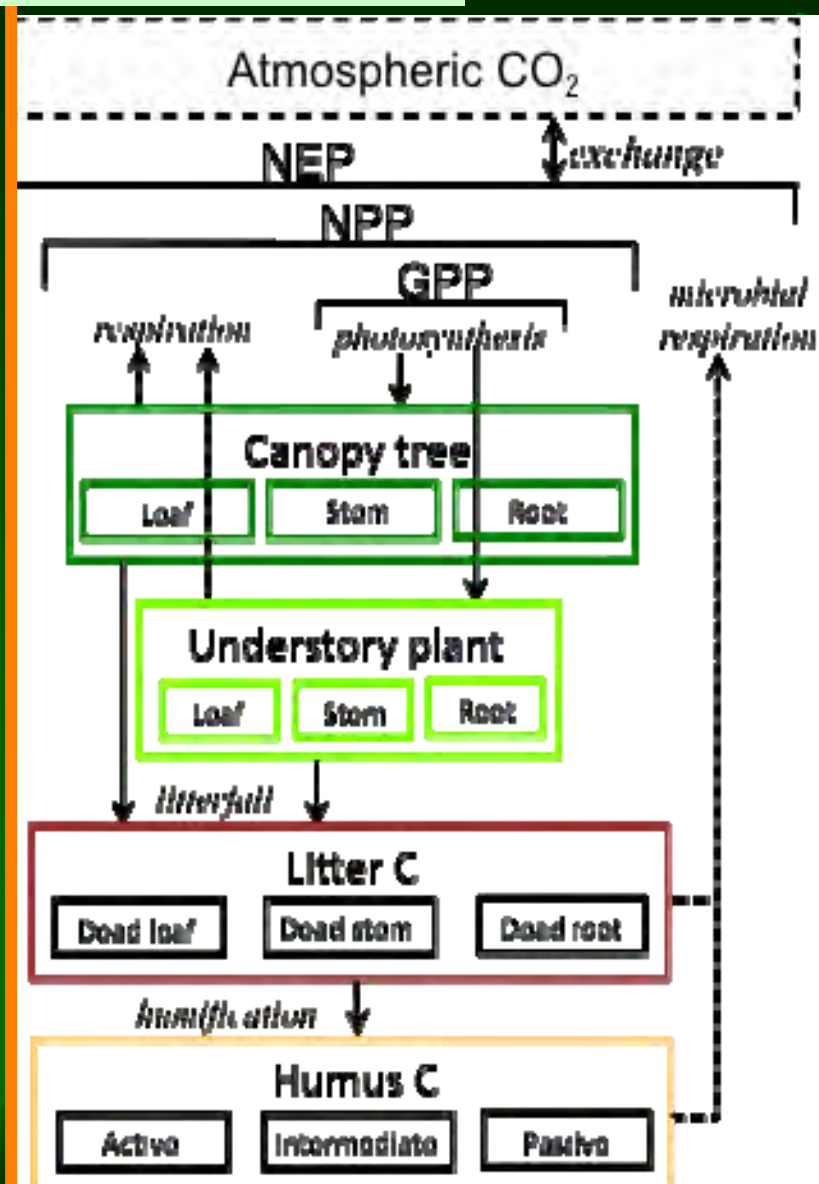 Atmospheric CO₂
NEP
exchange
NPP
GPP
microbial
respiration
respiration
photosynthesis
Canopy tree
Leaf
Stem
Root
Understory plant
Leaf
Stem
Root
litterfall
Litter C
Dead leaf
Dead stem
Dead root
humification
Humus C
Active
Intermediate
Passive